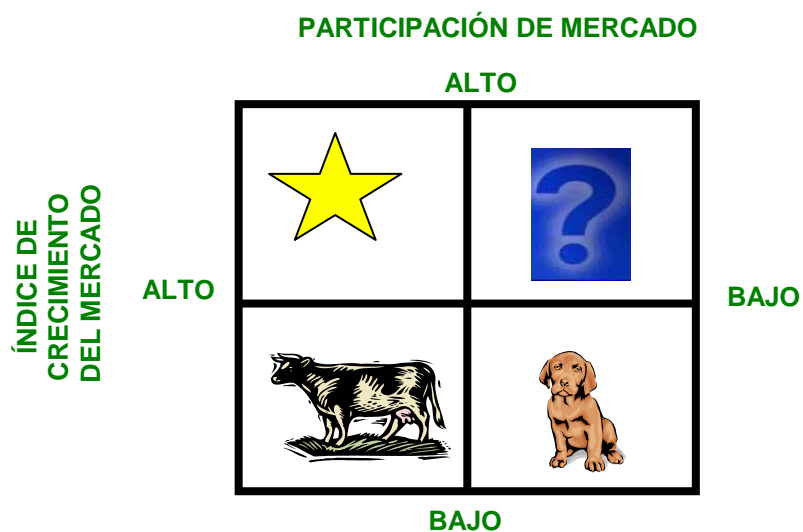 PARTICIPACIÓN DE MERCADO
ALTO
ÍNDICE DE
CRECIMIENTO
DEL MERCADO
ALTO
?
BAJO
BAJO